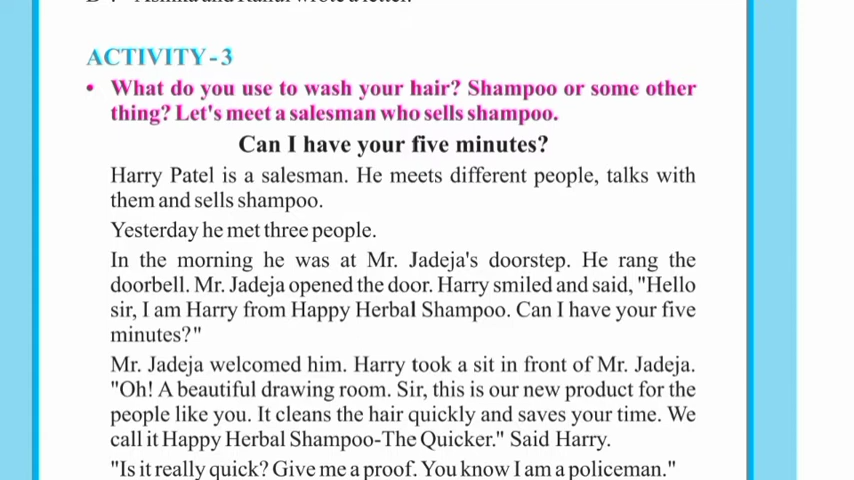 ACTIVITY-3
• What do you use to wash your hair? Shampoo or some other
thing? Let's meet a salesman who sells shampoo.
Can I have your five minutes?
Harry Patel is a salesman. He meets different people, talks with
them and sells shampoo.
Yesterday he met three people.
In the morning he was at Mr. Jadeja's doorstep. He rang the
doorbell. Mr. Jadeja opened the door. Harry smiled and said, "Hello
sir, I am Harry from Happy Herbal Shampoo. Can I have your five
minutes?"
Mr. Jadeja welcomed him. Harry took a sit in front of Mr. Jadeja.
"Oh! A beautiful drawing room. Sir, this is our new product for the
people like you. It cleans the hair quickly and saves your time. We
call it Happy Herbal Shampoo-The Quicker." Said Harry.
"Is it really quick? Give me a proof. You know I am a policeman."